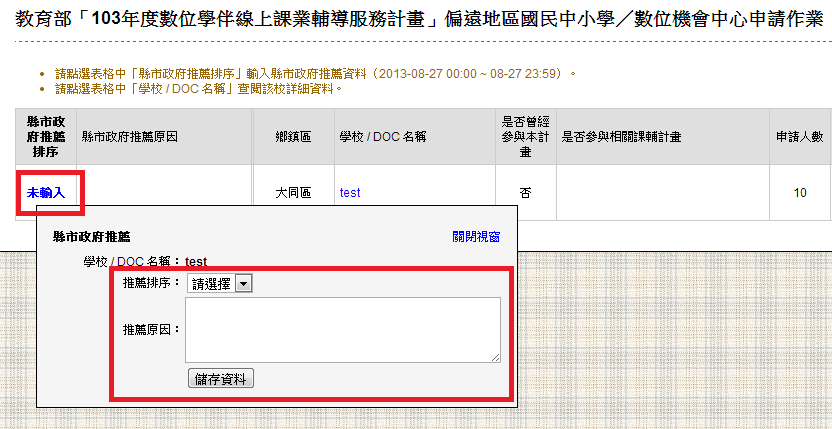 教育部「103年度數位學伴線上課業輔導服務計畫」偏遠地區國民中小學／數位機會中心申請作業
• 請點選表格中「縣市政府推薦排序」輸入縣市政府推薦資料（2013-08-27 00:00 ~ 08-27 23:59）。
• 請點選表格中「學校 / DOC 名稱」查閱該校詳細資料。
縣市政府推薦排序 縣市政府推薦原因 鄉鎮區 學校 / DOC 名稱 是否曾經參與本計畫 是否參與相關課輔計畫 申請人數
未輸入 大同區 test 否 10
縣市政府推薦 關閉視窗
學校 / DOC 名稱：test
推薦排序：請選擇
推薦原因：
儲存資料